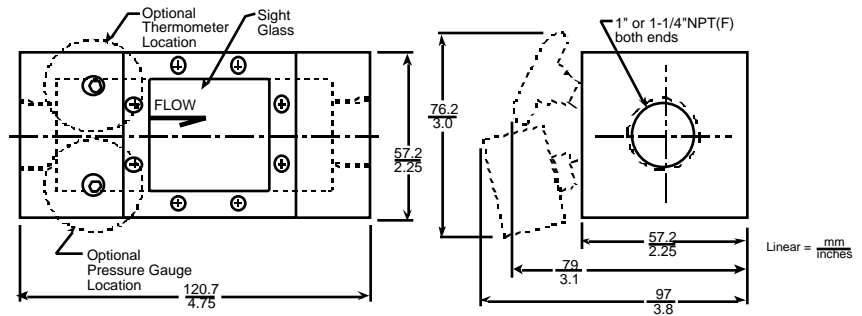 Optional
Thermometer
Location
Sight
Glass
FLOW
57.2
2.25
Optional
Pressure Gauge
Location
120.7
4.75
1" or 1-1/4"NPT(F)
both ends
76.2
3.0
57.2
2.25
79
3.1
97
3.8
Linear = mm
inches